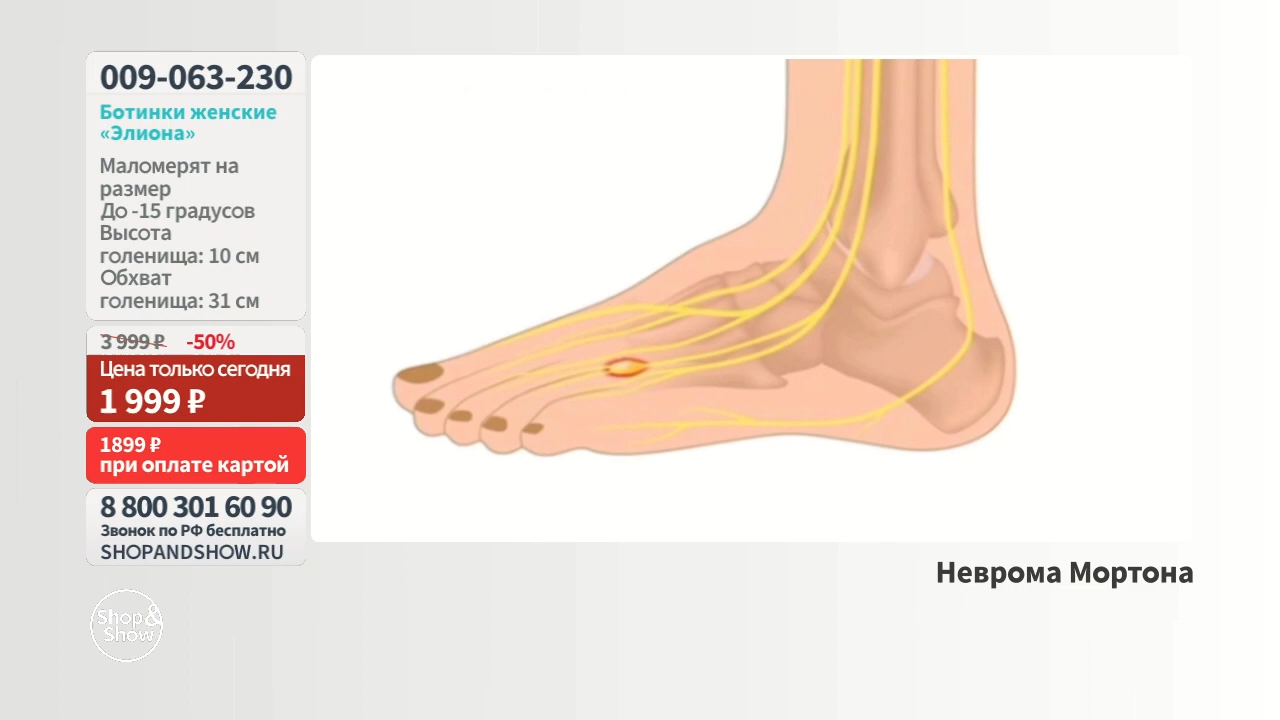 009-063-230
Ботинки женские
«Элиона»
Маломерят на
размер
До -15 градусов
Высота
голенища: 10 см
Обхват
голенища: 31 см
3 999 ₽ -50%
Цена только сегодня
1 999 ₽
1899 ₽
при оплате картой
8 800 301 60 90
Звонок по РФ бесплатно
SHOPANDSHOW.RU
Неврома Мортона
Shop&
Show